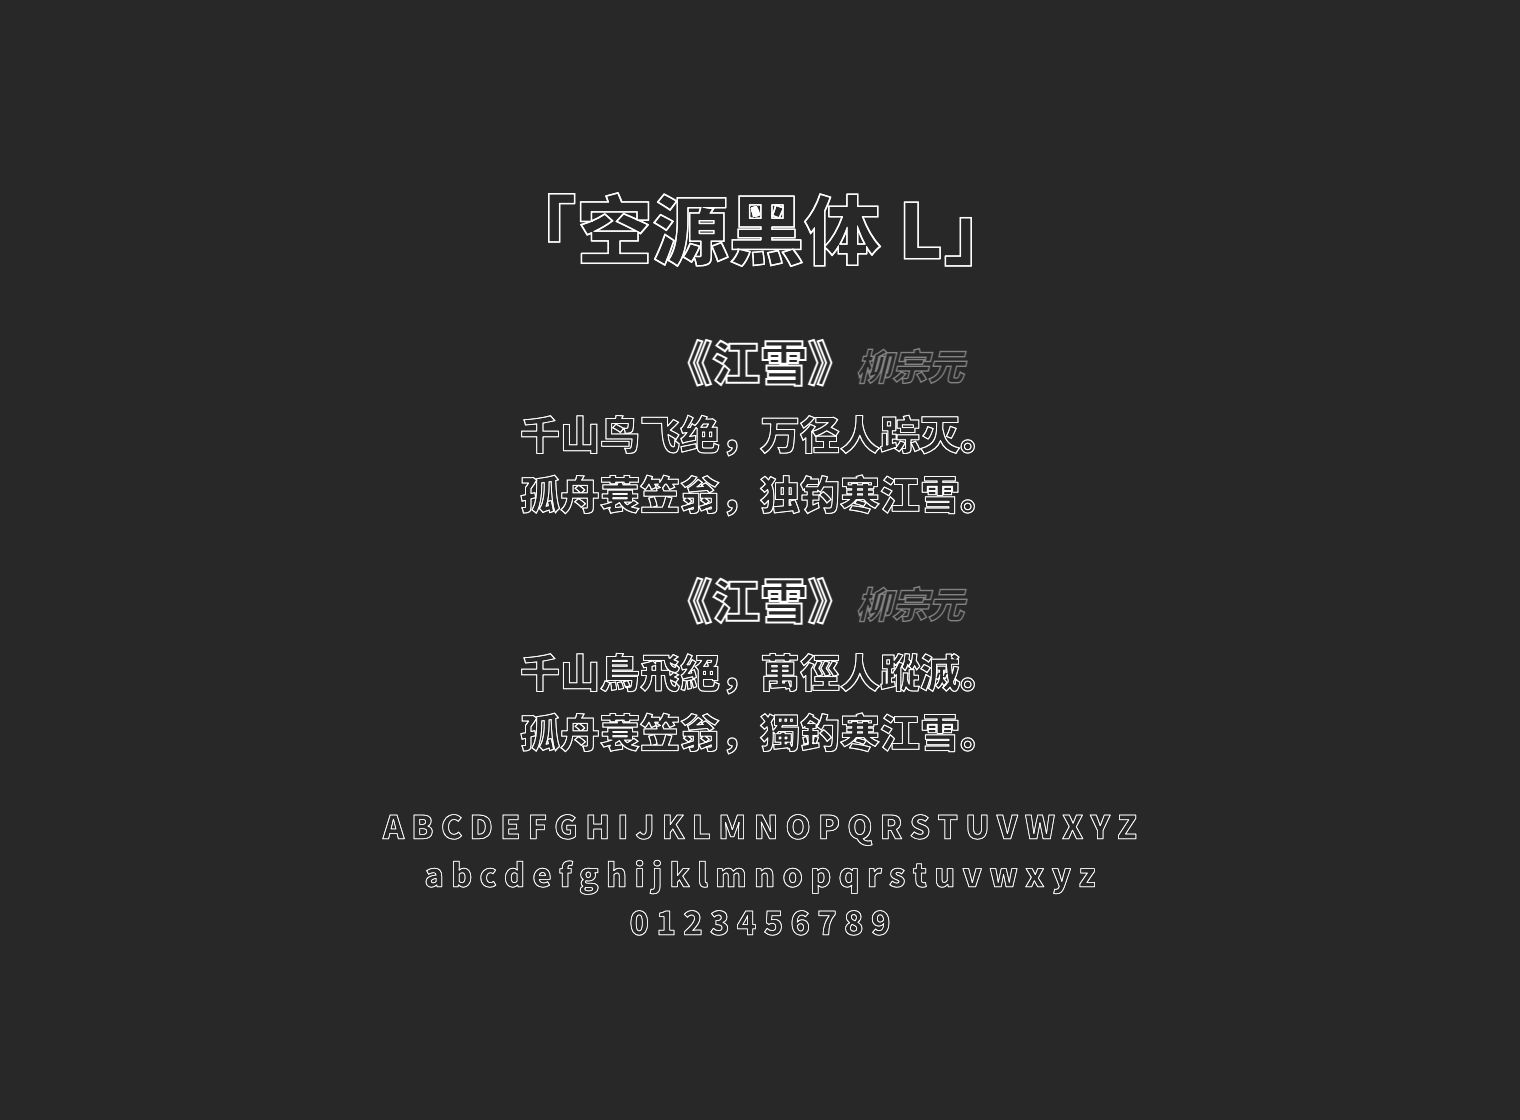 「空源黑体 L」
《江雪》 柳宗元
千山鸟飞绝，万径人踪灭。
孤舟蓑笠翁，独钓寒江雪。
《江雪》 柳宗元
千山鳥飛絕，萬徑人蹤滅。
孤舟蓑笠翁，獨釣寒江雪。
A B C D E F G H I J K L M N O P Q R S T U V W X Y Z
a b c d e f g h i j k l m n o p q r s t u v w x y z
0 1 2 3 4 5 6 7 8 9